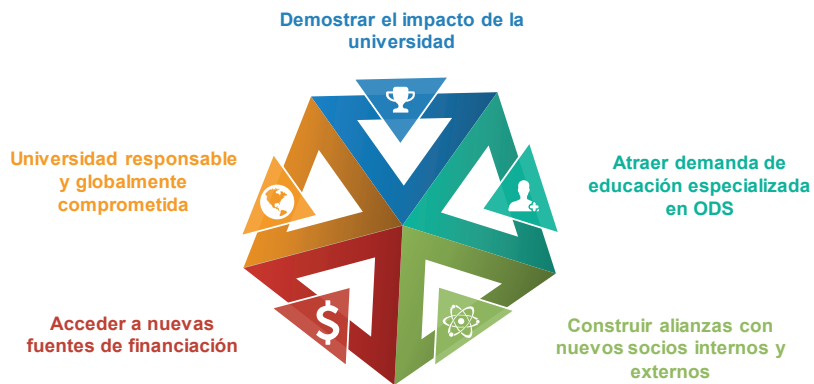 Demostrar el impacto de la
universidad
Universidad responsable
y globalmente
comprometida
Atraer demanda de
educación especializada
en ODS
Acceder a nuevas
fuentes de financiación
Construir alianzas con
nuevos socios internos y
externos